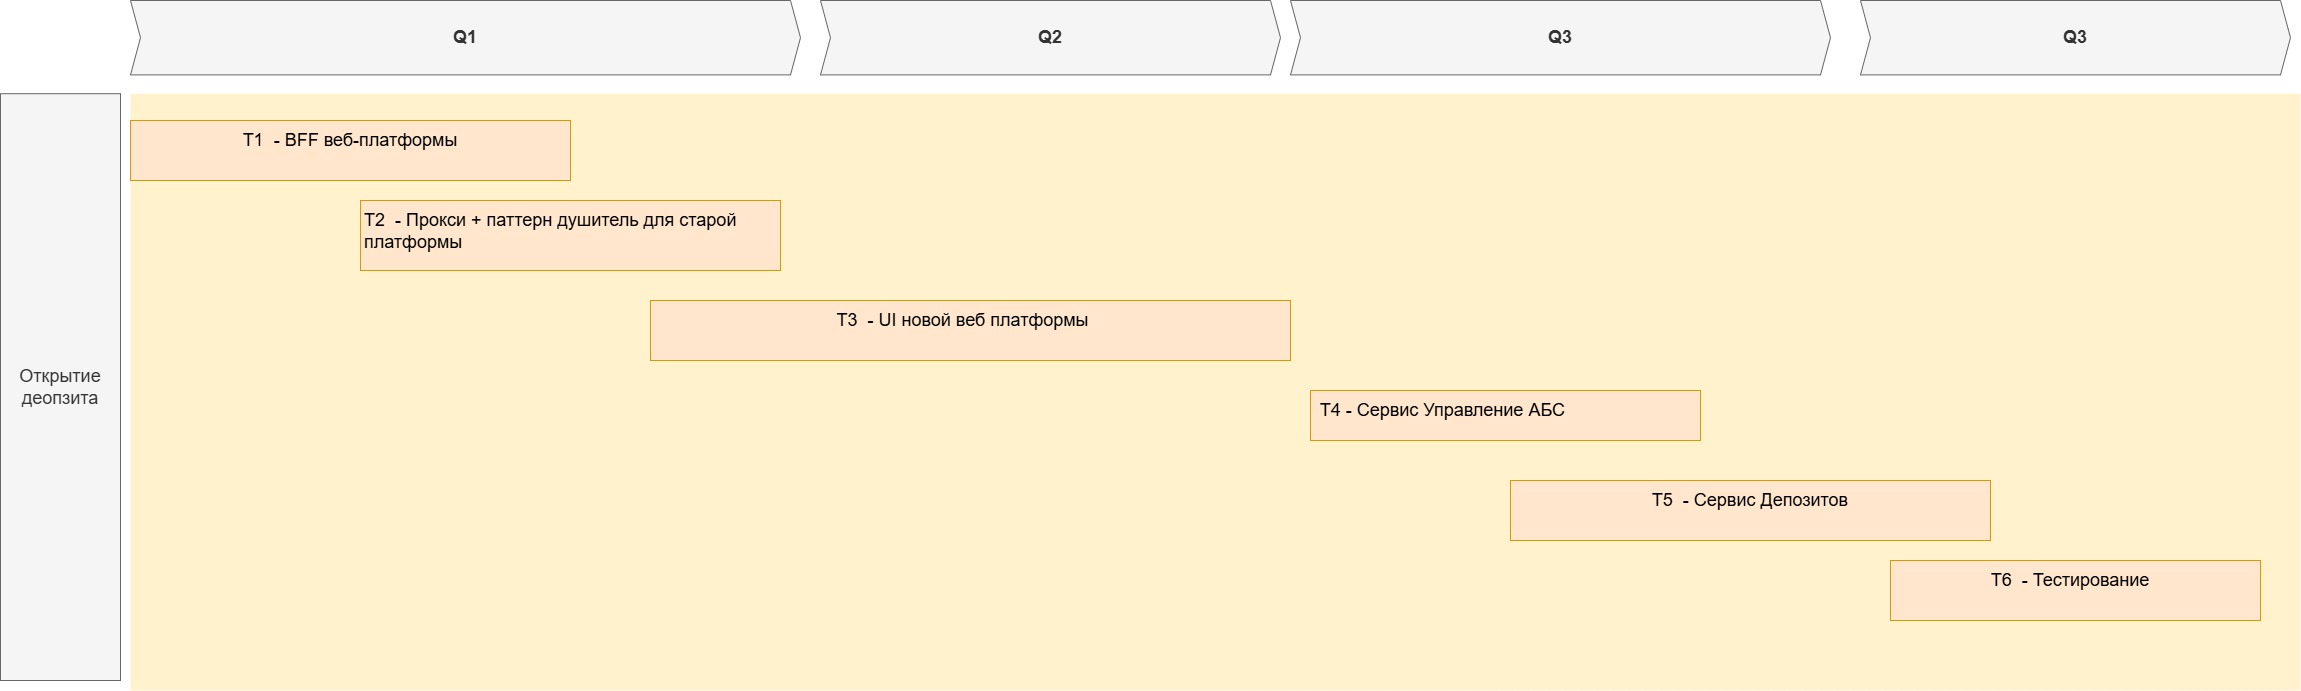 Q1
Q2
Q3
Q3
T1 - BFF веб-платформы
T2 - Прокси + паттерн душитель для старой
платформы
T3 - UI новой веб платформы
Открытие
деопзита
T4 - Сервис Управление АБС
T5 - Сервис Депозитов
T6 - Тестирование